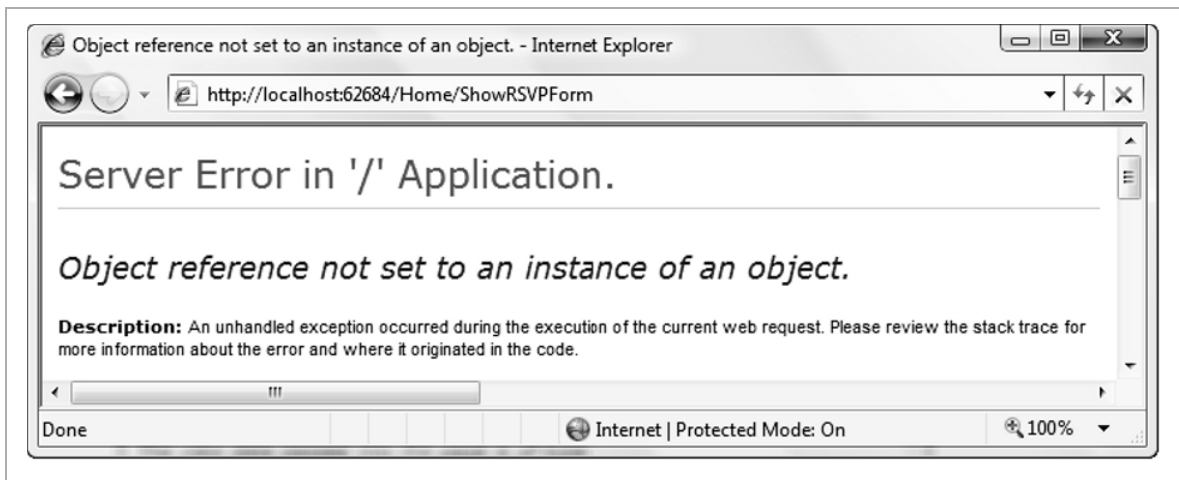 Object reference not set to an instance of an object. - Internet Explorer
http://localhost:62684/Home/ShowRSVPForm
Server Error in '/' Application.
Object reference not set to an instance of an object.
Description: An unhandled exception occurred during the execution of the current web request. Please review the stack trace for
more information about the error and where it originated in the code.
Done
Internet | Protected Mode: On
100%